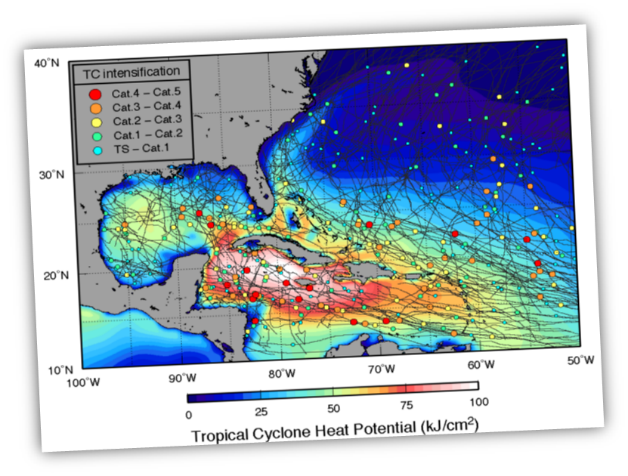 40°N
TC intensification
Cat.4 – Cat.5
Cat.3 – Cat.4
Cat.2 – Cat.3
Cat.1 – Cat.2
TS – Cat.1
30°N
20°N
10°N
100°W 90°W 80°W 70°W 60°W 50°W
0 25 50 75 100
Tropical Cyclone Heat Potential (kJ/cm²)